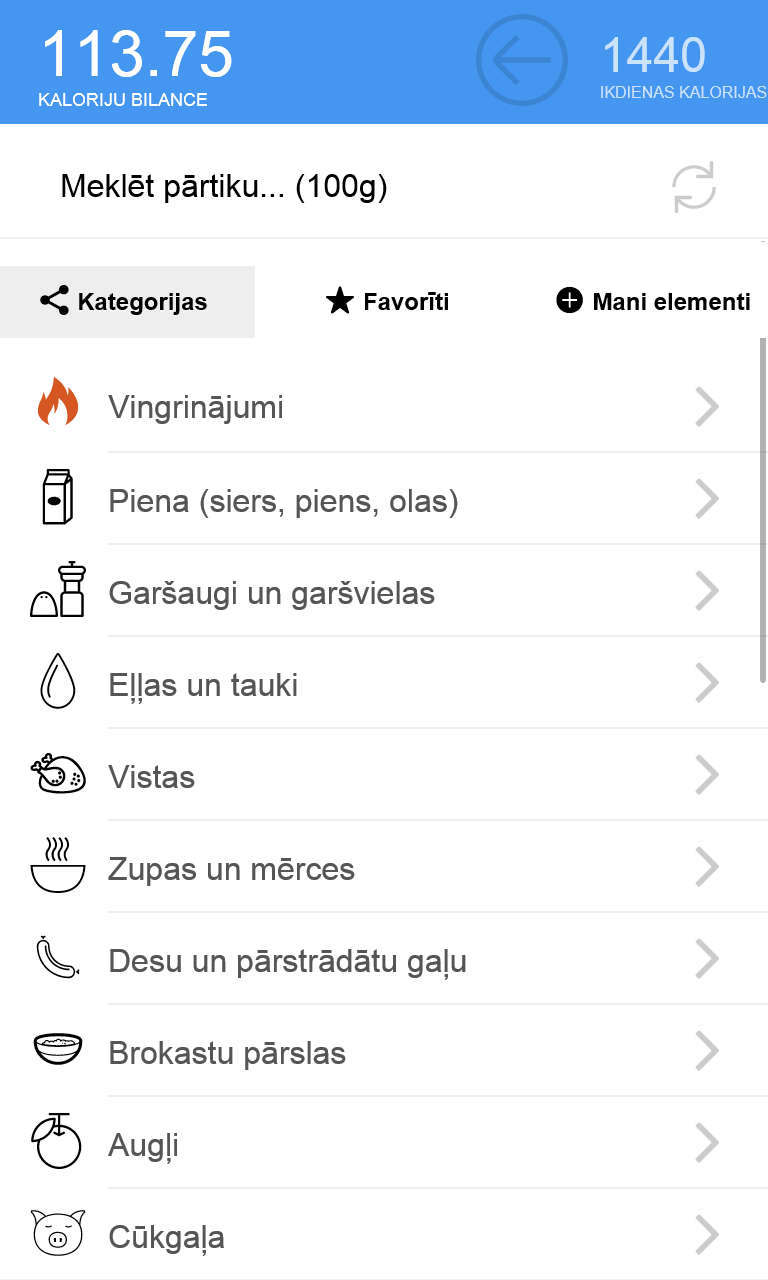 113.75
KALORIJU BILANCE
1440
IKDIENAS KALORIJAS
Meklēt pārtiku... (100g)
Kategorijas
Favorīti
Mani elementi
Vingrinājumi
Piena (siers, piens, olas)
Garšaugi un garšvielas
Eļļas un tauki
Vistas
Zupas un mērces
Desu un pārstrādātu gaļu
Brokastu pārslas
Augļi
Cūkgaļa